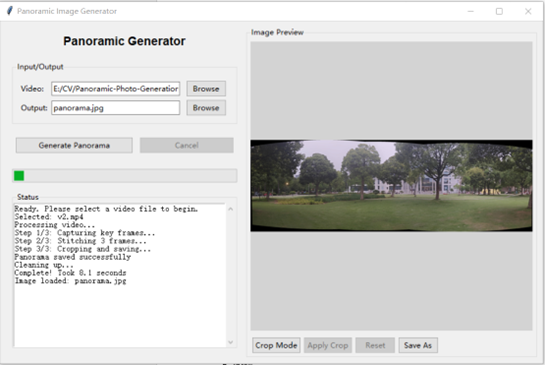 Panoramic Image Generator
Panoramic Generator
Input/Output
Video: E:/CV/Panoramic-Photo-Generation Browse
Output: panorama.jpg Browse
Generate Panorama Cancel
Status
Ready. Please select a video file to begin.
Selected: v2.mp4
Processing video...
Step 1/3: Capturing key frames...
Step 2/3: Stitching 3 frames...
Step 3/3: Cropping and saving...
Panorama saved successfully
Cleaning up...
Complete! Took 8.1 seconds
Image loaded: panorama.jpg
Image Preview
Crop Mode Apply Crop Reset Save As